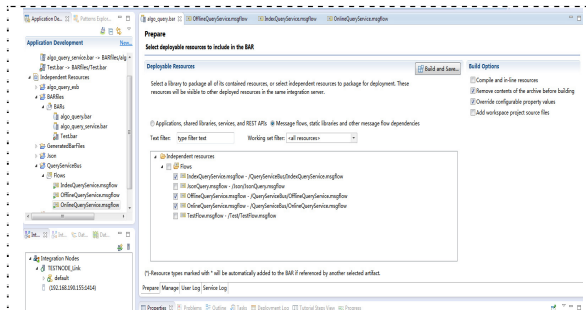 Application De...
Patterns Explor...
Application Development
New...
algo_query_service.bar -> BARfiles/alg
Test.bar -> BARfiles/Test.bar
Independent Resources
algo_query_esb
BARfiles
BARs
algo_query.bar
algo_query_service.bar
Test.bar
GeneratedBarFiles
Json
QueryServiceBus
Flows
IndexQueryService.msgflow
OfflineQueryService.msgflow
OnlineQueryService.msgflow
Integration Nodes
TESTNODE_Link
default
algo_query.bar
OfflineQueryService.msgflow
IndexQueryService.msgflow
OnlineQueryService.msgflow
Prepare
Select deployable resources to include in the BAR
Deployable Resources
Build and Save...
Select a library to package all of its contained resources, or select independent resources to package for deployment. These
resources will be visible to other deployed resources in the same integration server.
Applications, shared libraries, services, and REST APIs
Message flows, static libraries and other message flow dependencies
Text filter:
type filter text
Working set filter:
<all resources>
Independent resources
Flows
IndexQueryService.msgflow - /QueryServiceBus/IndexQueryService.msgflow
JsonQuery.msgflow - /Json/JsonQuery.msgflow
OfflineQueryService.msgflow - /QueryServiceBus/OfflineQueryService.msgflow
OnlineQueryService.msgflow - /QueryServiceBus/OnlineQueryService.msgflow
TestFlow.msgflow - /Test/TestFlow.msgflow
(*)-Resource types marked with * will be automatically added to the BAR if referenced by another selected artifact.
Prepare
Manage
User Log
Service Log
Build Options
Compile and in-line resources
Remove contents of the archive before building
Override configurable property values
Add workspace project source files
Properties
Problems
Outline
Tasks
Deployment Log
Tutorial Steps View
Progress